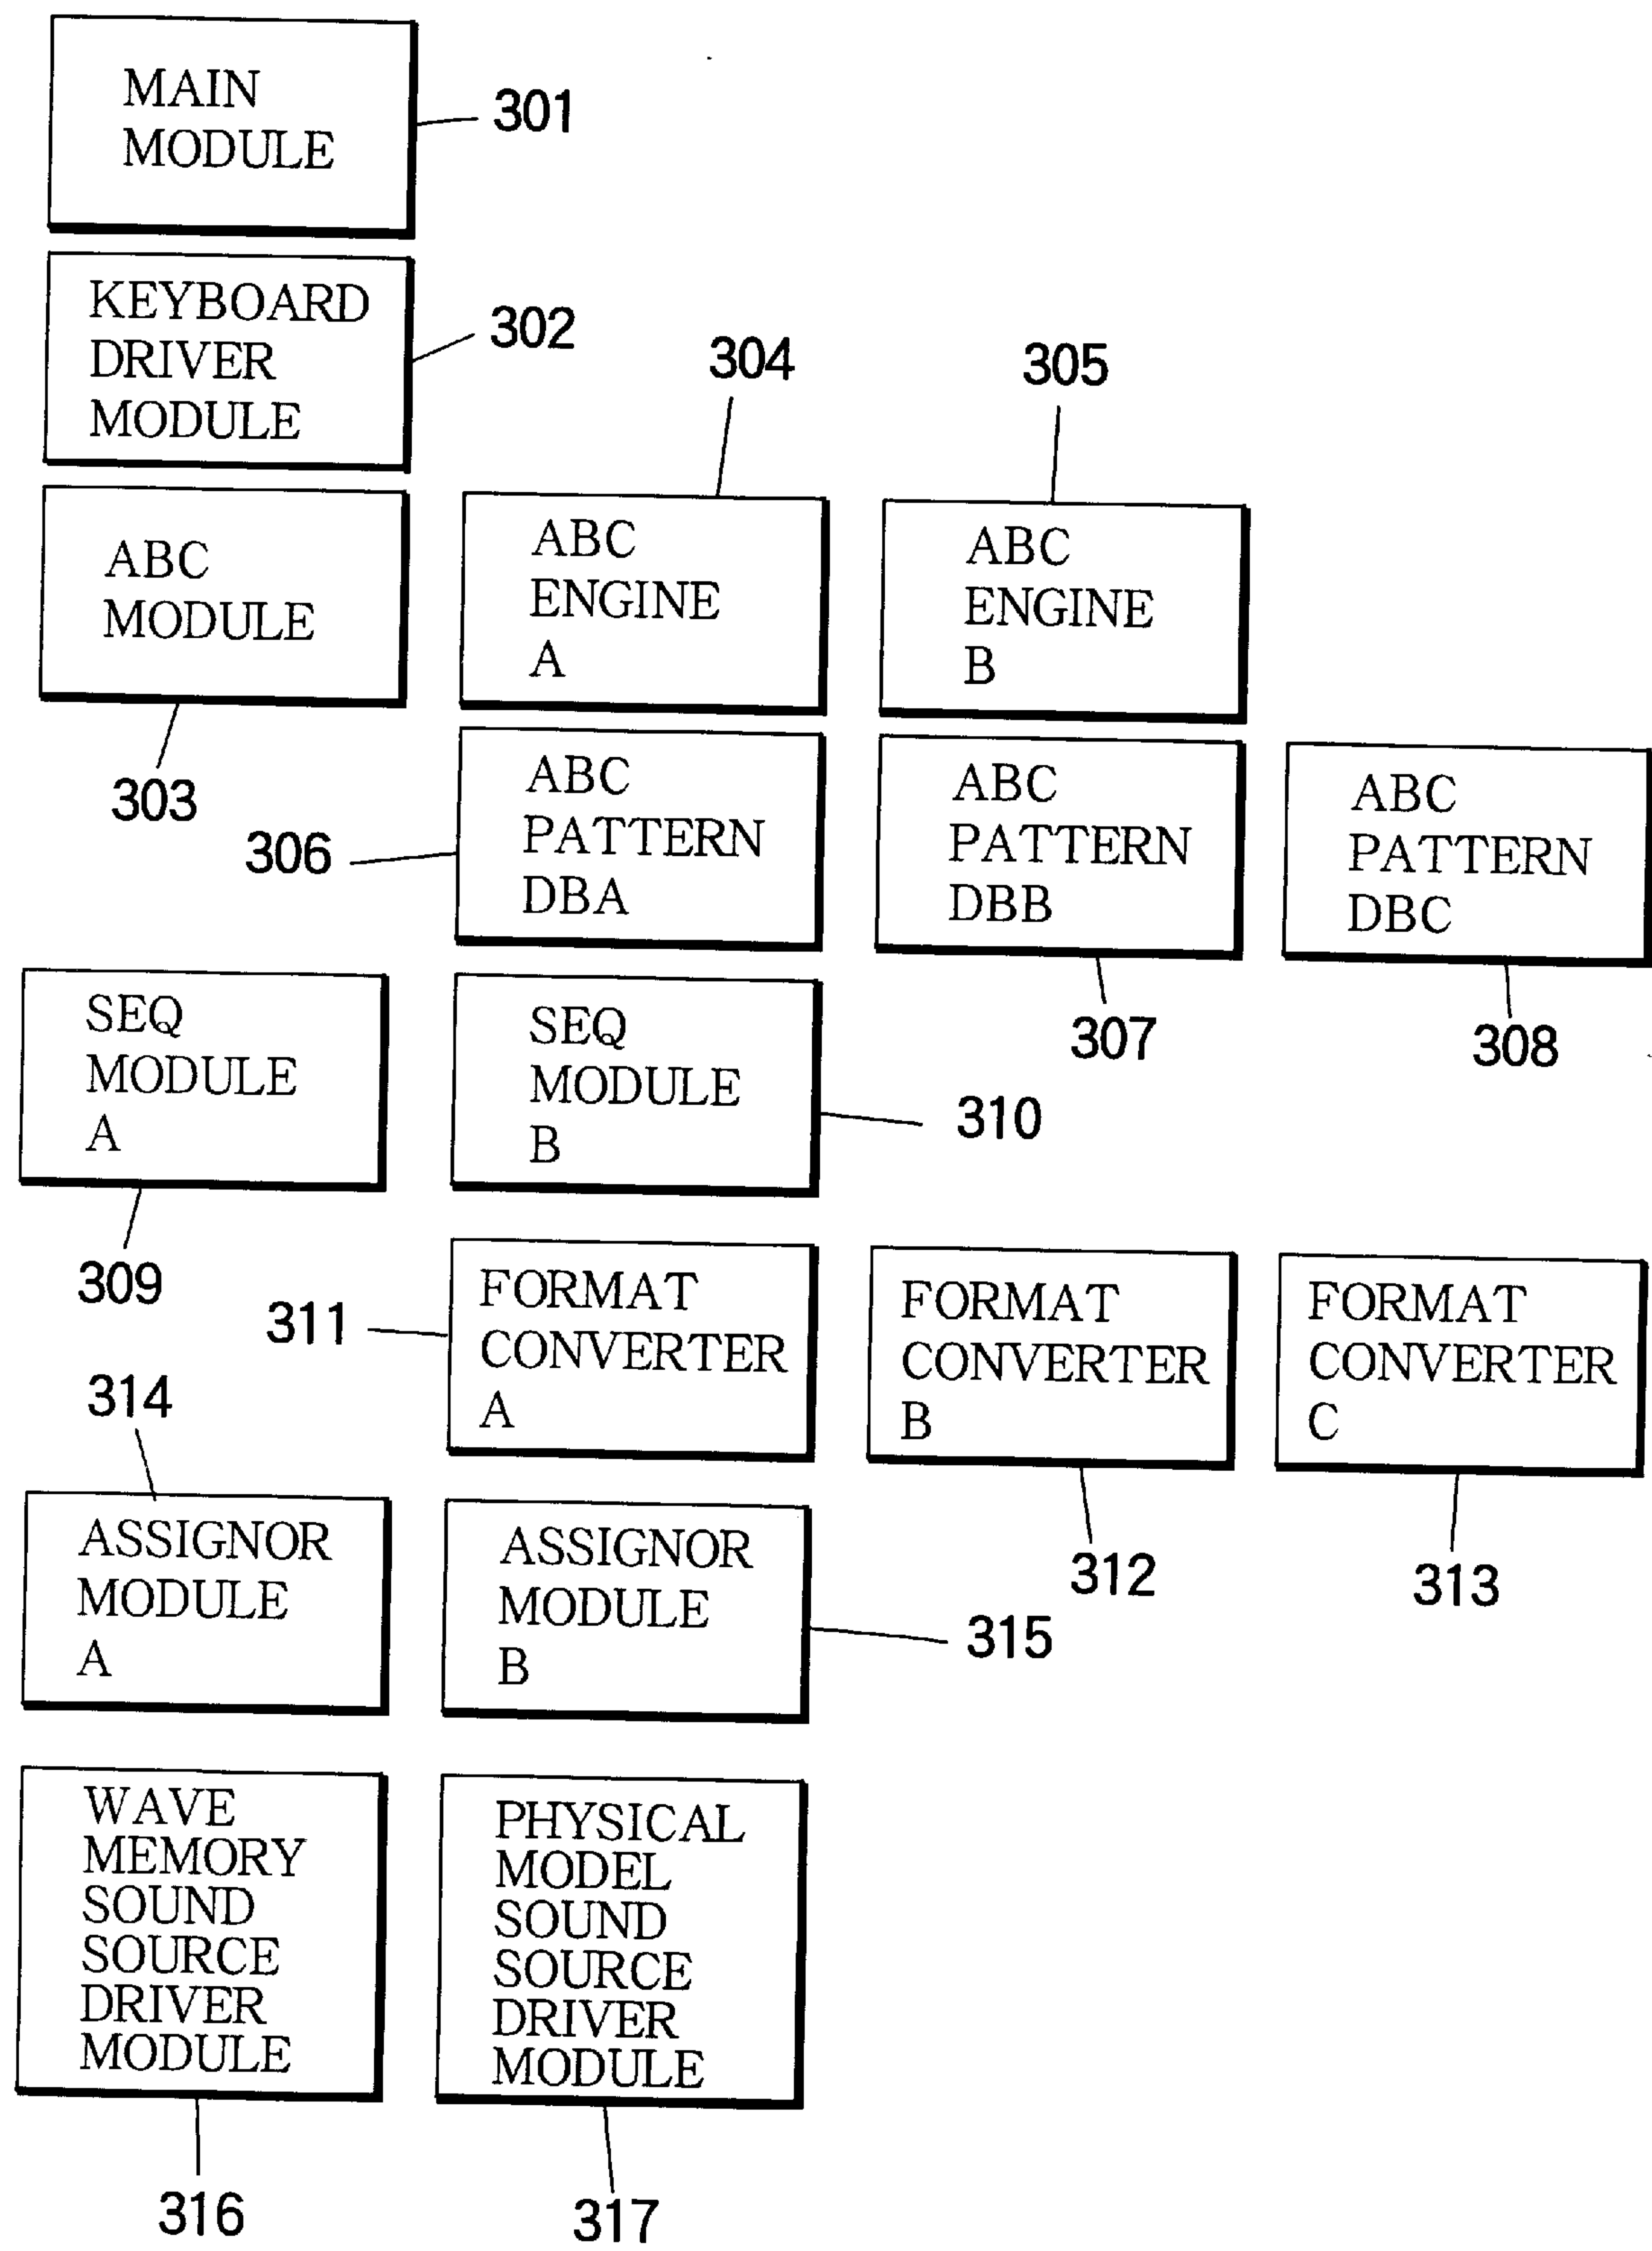 MAIN
MODULE
301
KEYBOARD
DRIVER
MODULE
302
ABC
MODULE
303
304
ABC
ENGINE
A
305
ABC
ENGINE
B
306
ABC
PATTERN
DBA
ABC
PATTERN
DBB
307
ABC
PATTERN
DBC
308
SEQ
MODULE
A
309
SEQ
MODULE
B
310
311
FORMAT
CONVERTER
A
FORMAT
CONVERTER
B
312
FORMAT
CONVERTER
C
313
314
ASSIGNOR
MODULE
A
ASSIGNOR
MODULE
B
315
WAVE
MEMORY
SOUND
SOURCE
DRIVER
MODULE
316
PHYSICAL
MODEL
SOUND
SOURCE
DRIVER
MODULE
317